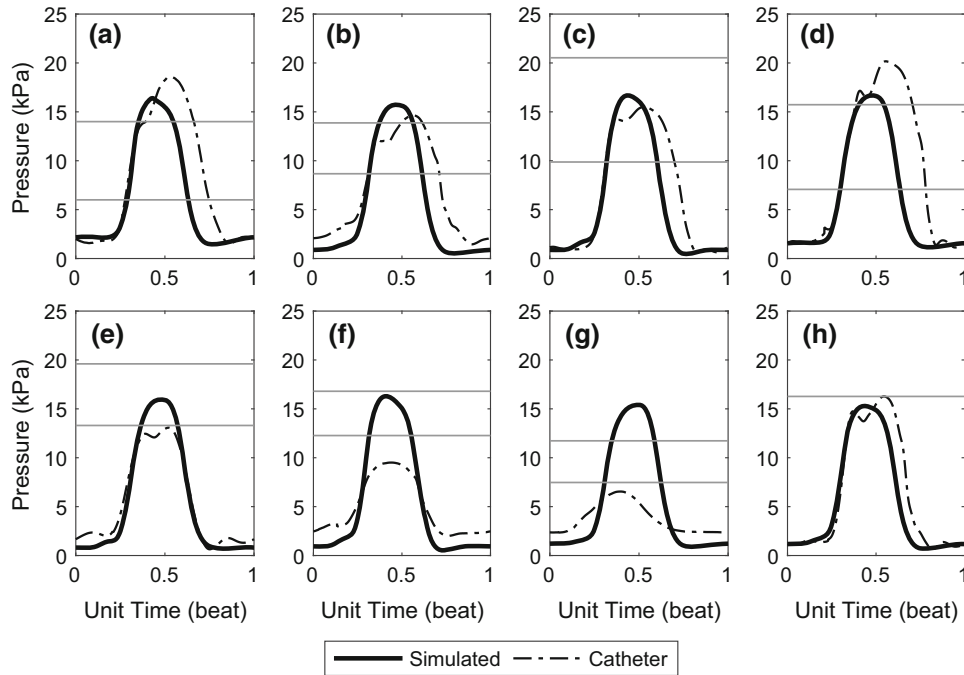 (a) (b) (c) (d)
25 25 25 25
20 20 20 20
15 15 15 15
10 10 10 10
5 5 5 5
0 0 0 0
Pressure (kPa)
0 0.5 1 0 0.5 1 0 0.5 1 0 0.5 1
(e) (f) (g) (h)
25 25 25 25
20 20 20 20
15 15 15 15
10 10 10 10
5 5 5 5
0 0 0 0
Pressure (kPa)
0 0.5 1 0 0.5 1 0 0.5 1 0 0.5 1
Unit Time (beat) Unit Time (beat) Unit Time (beat) Unit Time (beat)
Simulated Catheter